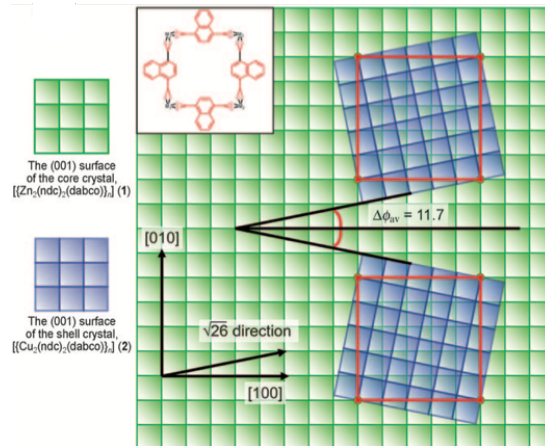 The (001) surface
of the core crystal,
[{Zn₂(ndc)₂(dabco)}ₙ] (1)
The (001) surface
of the shell crystal,
[{Cu₂(ndc)₂(dabco)}ₙ] (2)
Δϕₐᵥ = 11.7
[010]
√26 direction
[100]